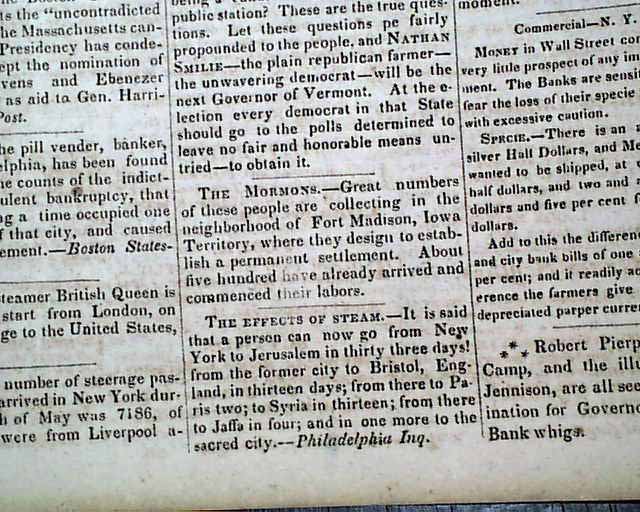 ts the "uncontradicted
he Massachusetts can-
Presidency has conde-
ept the nomination of
vens and Ebenezer
as aid ta Gen. Harri-
Post.
he pill vender, banker,
elphia, has been found
he counts of the indict-
ulent bankruptcy, that
ng a time occupied one
f that city, and caused
ement.—Boston States-
teamer British Queen is
start from London, on
ge to the United States,
number of steerage pas-
arrived in New York dur-
h of May was 7186, of
were from Liverpool a-
public station? These are the true ques-
tions. Let these questions pe fairly
propounded to the people, and NATHAN
SMILIE—the plain republican farmer—
the unwavering democrat—will be the
next Governor of Vermont. At the e-
lection every democrat in that State
should go to the polls determined to
leave no fair and honorable means un-
tried—to obtain it.
THE MORMONS.—Great numbers
of these people are collecting in the
neighborhood of Fort Madison, Iowa
Territory, where they design to estab-
lish a permanent settlement. About
five hundred have already arrived and
commenced their labors.
THE EFFECTS OF STEAM.—It is said
that a person can now go from New
York to Jerusalem in thirty three days!
from the former city to Bristol, Eng-
land, in thirteen days; from there to Pa-
ris two; to Syria in thirteen; from there
to Jaffa in four; and in one more to the
sacred city.--Philadelphia Inq.
moment.
Commercial—N. Y.
MONEY in Wall Street con
very little prospect of any im
ment. The Banks are sensi
fear the loss of their specie
with excessive caution.
SPECIE.—There is an
silver Half Dollars, and Me
wanted to be shipped, at
half dollars, and two and
dollars and five per cent f
dollars.
Add to this the differenc
and city bank bills of one
per cent; and it readily ac
erence the farmers give
depreciated parper curre
*** Robert Pierp
Camp, and the illu
Jennison, are all sec
ination for Governo
Bank whigs.